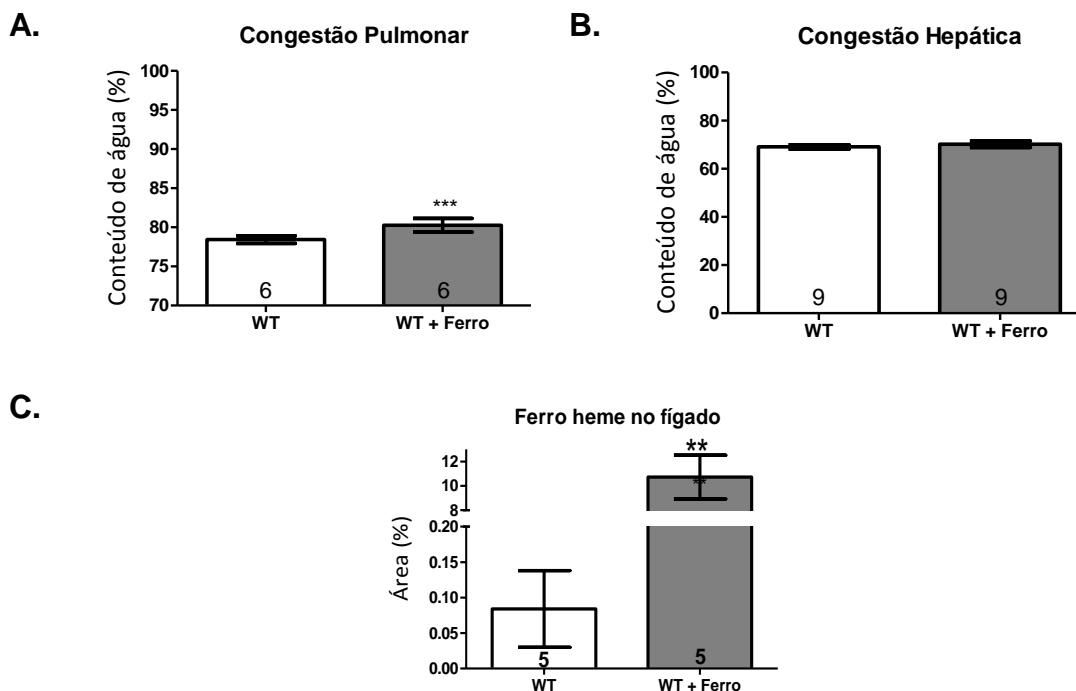 A.
Congestão Pulmonar
Conteúdo de água (%)
100
95
90
85
80
75
70
***
6
6
WT
WT + Ferro
B.
Congestão Hepática
Conteúdo de água (%)
100
80
60
40
20
0
9
9
WT
WT + Ferro
C.
Ferro heme no fígado
Área (%)
12
10
8
0.20
0.15
0.10
0.05
0.00
**
**
5
5
WT
WT + Ferro